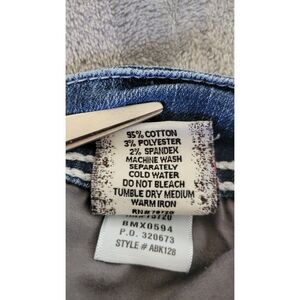 95% COTTON
3% POLYESTER
2% SPANDEX
MACHINE WASH
SEPARATELY
COLD WATER
DO NOT BLEACH
TUMBLE DRY MEDIUM
WARM IRON
RN#
BMX0594
P.O. 320673
STYLE # ABK128